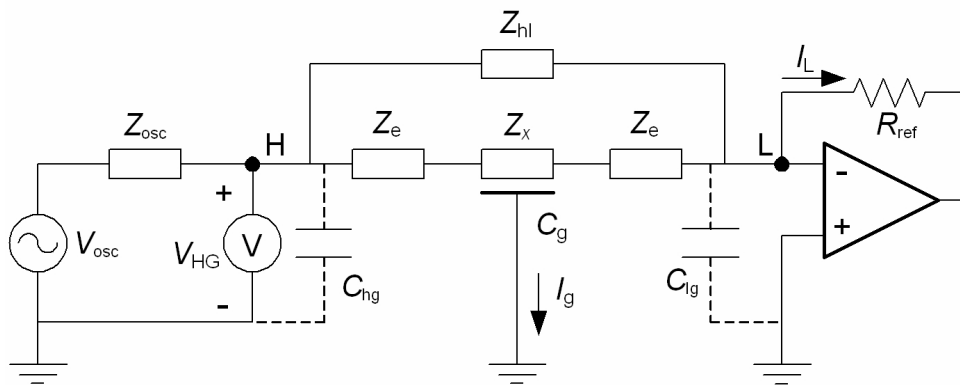 Zhl
IL
Zosc
H
Ze
Zx
Ze
L
Rref
+
-
+
Vosc
VHG
V
-
Chg
Cg
Ig
Clg